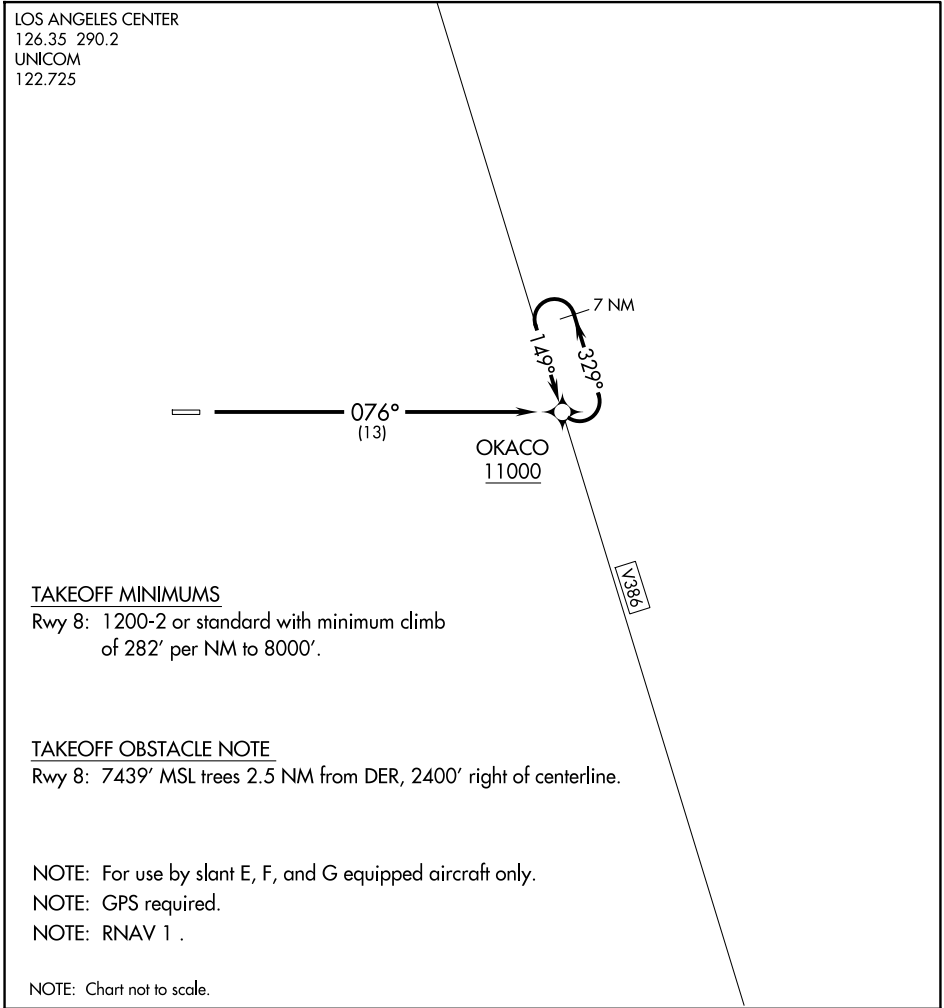 LOS ANGELES CENTER
126.35 290.2
UNICOM
122.725
7 NM
149°
329°
076°
(13)
OKACO
11000
V386
TAKEOFF MINIMUMS
Rwy 8: 1200-2 or standard with minimum climb
of 282' per NM to 8000'.
TAKEOFF OBSTACLE NOTE
Rwy 8: 7439' MSL trees 2.5 NM from DER, 2400' right of centerline.
NOTE: For use by slant E, F, and G equipped aircraft only.
NOTE: GPS required.
NOTE: RNAV 1 .
NOTE: Chart not to scale.